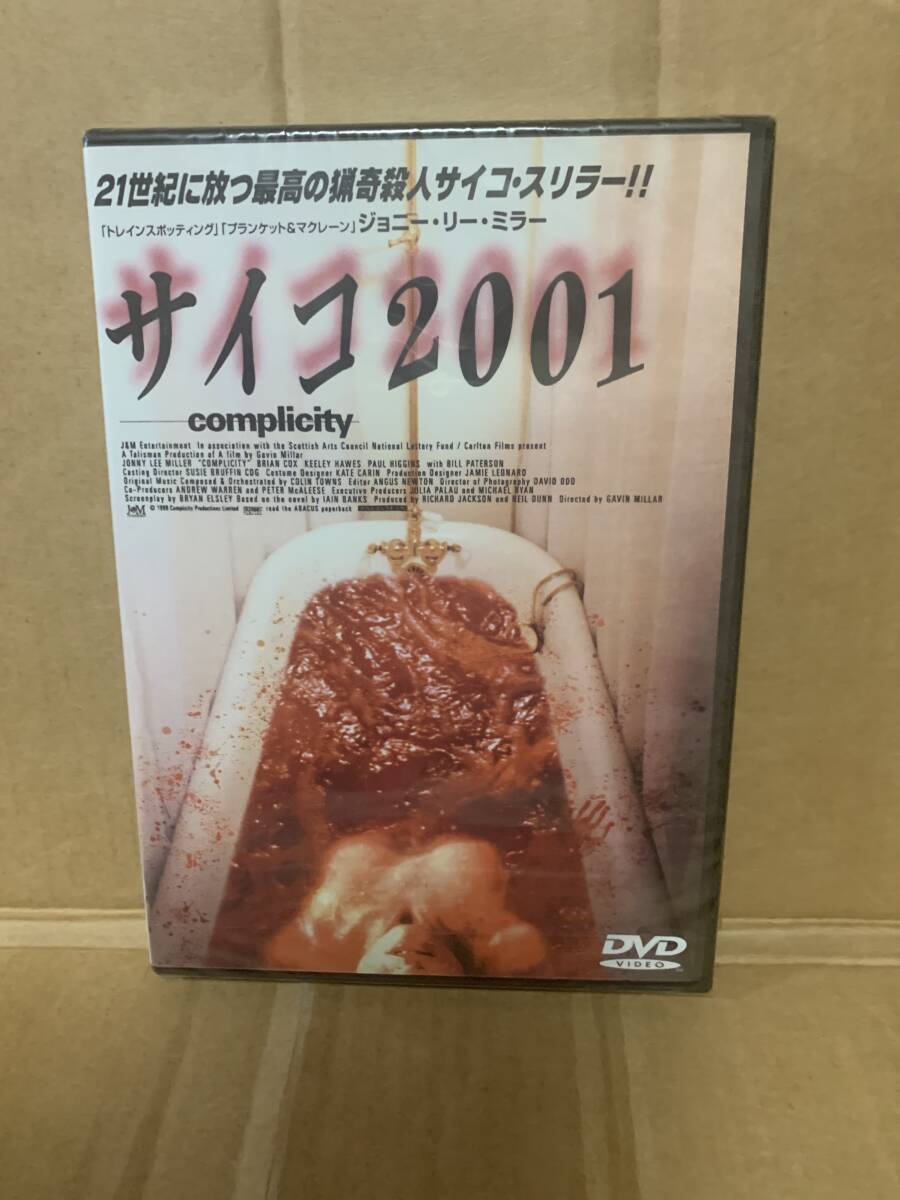 21世紀に放つ最高の猟奇殺人サイコ・スリラー!!
「トレインスポッティング」「プランケット&マクレーン」ジョニー・リー・ミラー
サイコ2001
complicity
J&M Entertainment In association with the Scottish Arts Council National Lottery Fund / Carlton Films present
A Talisman Production of A film by Gavin Millar
JONNY LEE MILLER "COMPLICITY" BRIAN COX KEELEY HAWES PAUL HIGGINS with BILL PATERSON
Casting Director SUSIE BRUFFIN CDG Costume Designer KATE CARIN Production Designer JAMIE LEONARD
Original Music Composed & Orchestrated by COLIN TOWNS Editor ANGUS NEWTON Director of Photography DAVID ODD
Co-Producers ANDREW WARREN and PETER McALEESE Executive Producers JULIA PALAU and MICHAEL RYAN
Screenplay by BRYAN ELSLEY Based on the novel by IAIN BANKS Produced by RICHARD JACKSON and NEIL DUNN Directed by GAVIN MILLAR
J&M © 1999 Complicity Productions Limited read the ABACUS paperback
DVD
VIDEO